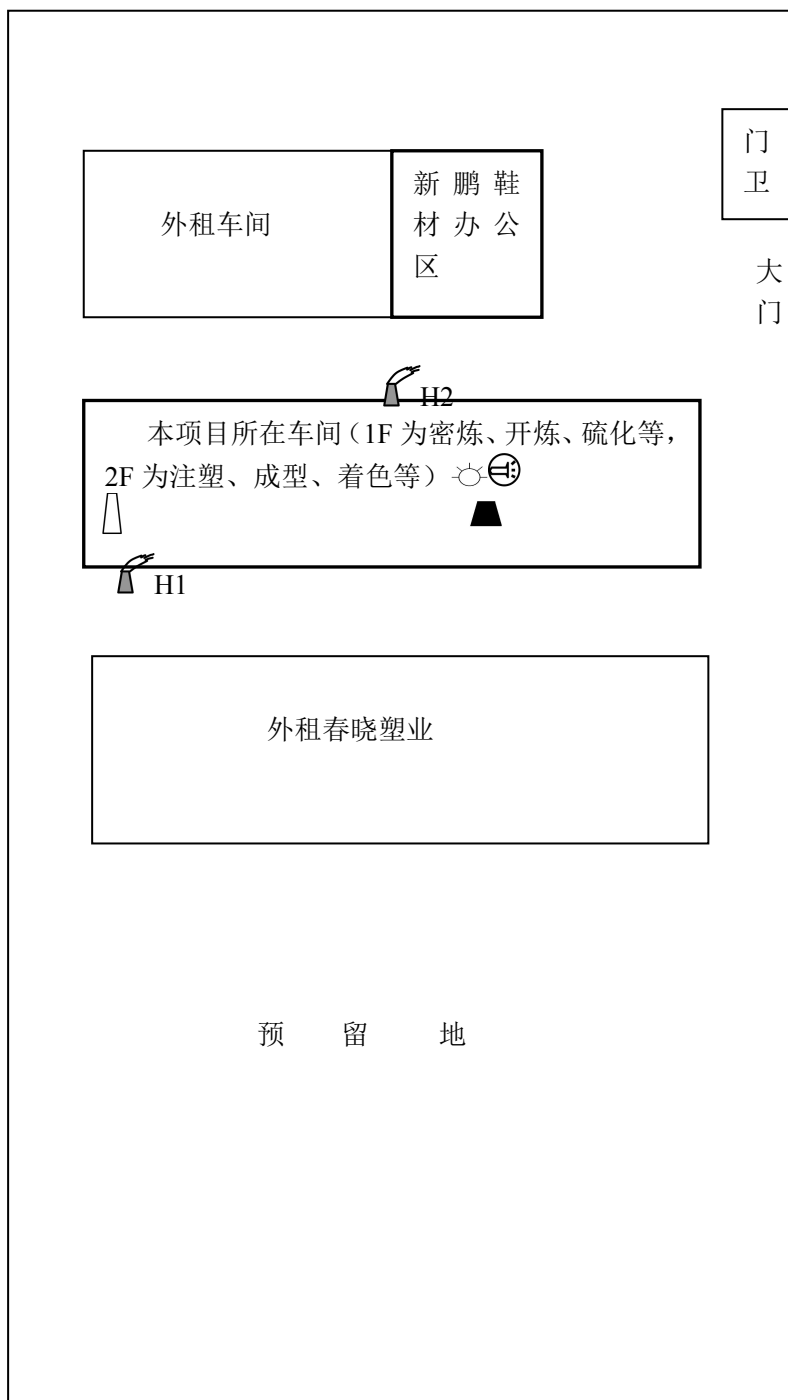 门
卫
新鹏鞋
外租车间
材办公
区
大
门
H2
本项目所在车间（1F 为密炼、开炼、硫化等，
2F 为注塑、成型、着色等）
H1
外租春晓塑业
预 留 地